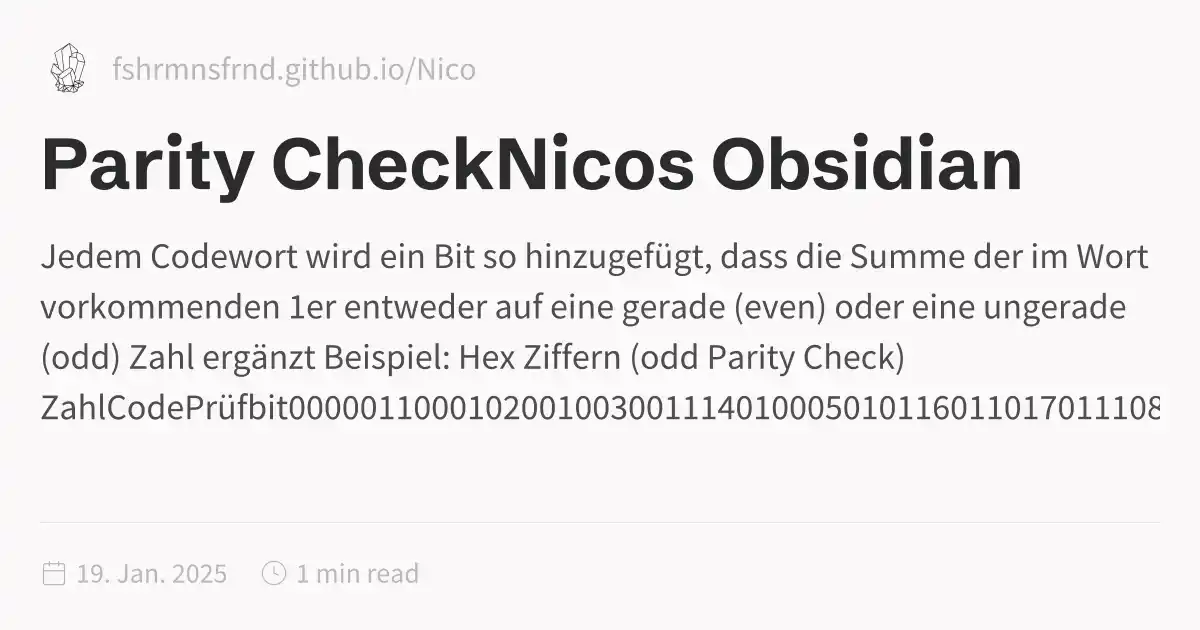 fshrmnsfrnd.github.io/Nico
Parity CheckNicos Obsidian
Jedem Codewort wird ein Bit so hinzugefügt, dass die Summe der im Wort
vorkommenden 1er entweder auf eine gerade (even) oder eine ungerade
(odd) Zahl ergänzt Beispiel: Hex Ziffern (odd Parity Check)
ZahlCodePrüfbit0000011000102001003001114010005010116011017011108
19. Jan. 2025 1 min read